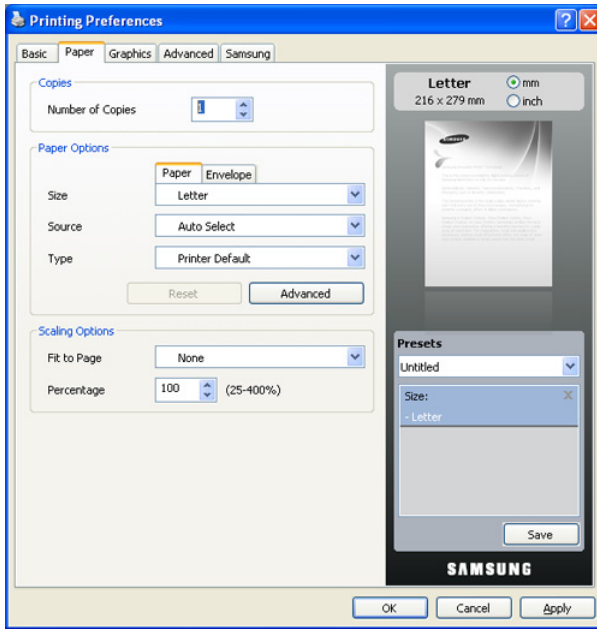 Printing Preferences
Basic Paper Graphics Advanced Samsung
Copies
Number of Copies 1
Paper Options
Paper Envelope
Size Letter
Source Auto Select
Type Printer Default
Reset Advanced
Scaling Options
Fit to Page None
Percentage 100 (25-400%)
Letter mm
216 x 279 mm inch
SAMSUNG
Presets
Untitled
Size:
- Letter
Save
SAMSUNG
OK Cancel Apply